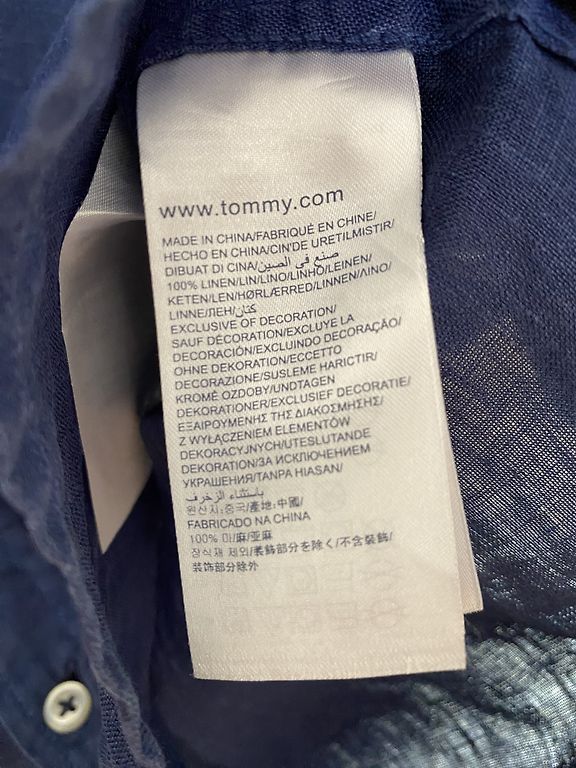 www.tommy.com
MADE IN CHINA/FABRIQUÉ EN CHINE/
HECHO EN CHINA/CIN'DE URETILMISTIR/
DIBUAT DI CINA/صنع في الصين
100% LINEN/LIN/LINO/LINHO/LEINEN/
KETEN/LEN/HØRLÆRRED/LINNEN/ΛΙΝΟ/
LINNE/ЛЕН/كتان
EXCLUSIVE OF DECORATION/
SAUF DÉCORATION/EXCLUYE LA
DECORACIÓN/EXCLUINDO DECORAÇÃO/
OHNE DEKORATION/ECCETTO
DECORAZIONE/SUSLEME HARICTIR/
KROMĚ OZDOBY/UNDTAGEN
DEKORATIONER/EXCLUSIEF DECORATIE/
ΕΞΑΙΡΟΥΜΕΝΗΣ ΤΗΣ ΔΙΑΚΟΣΜΗΣΗΣ/
Z WYŁĄCZENIEM ELEMENTÓW
DEKORACYJNYCH/UTESLUTANDE
DEKORATION/ЗА ИСКЛЮЧЕНИЕМ
УКРАШЕНИЯ/TANPA HIASAN/
باستثناء الزخرف
원산지:중국/產地:中國/
FABRICADO NA CHINA
100% 마/麻/亚麻
장식재 제외/装飾部分を除く/不含裝飾/
装饰部分除外